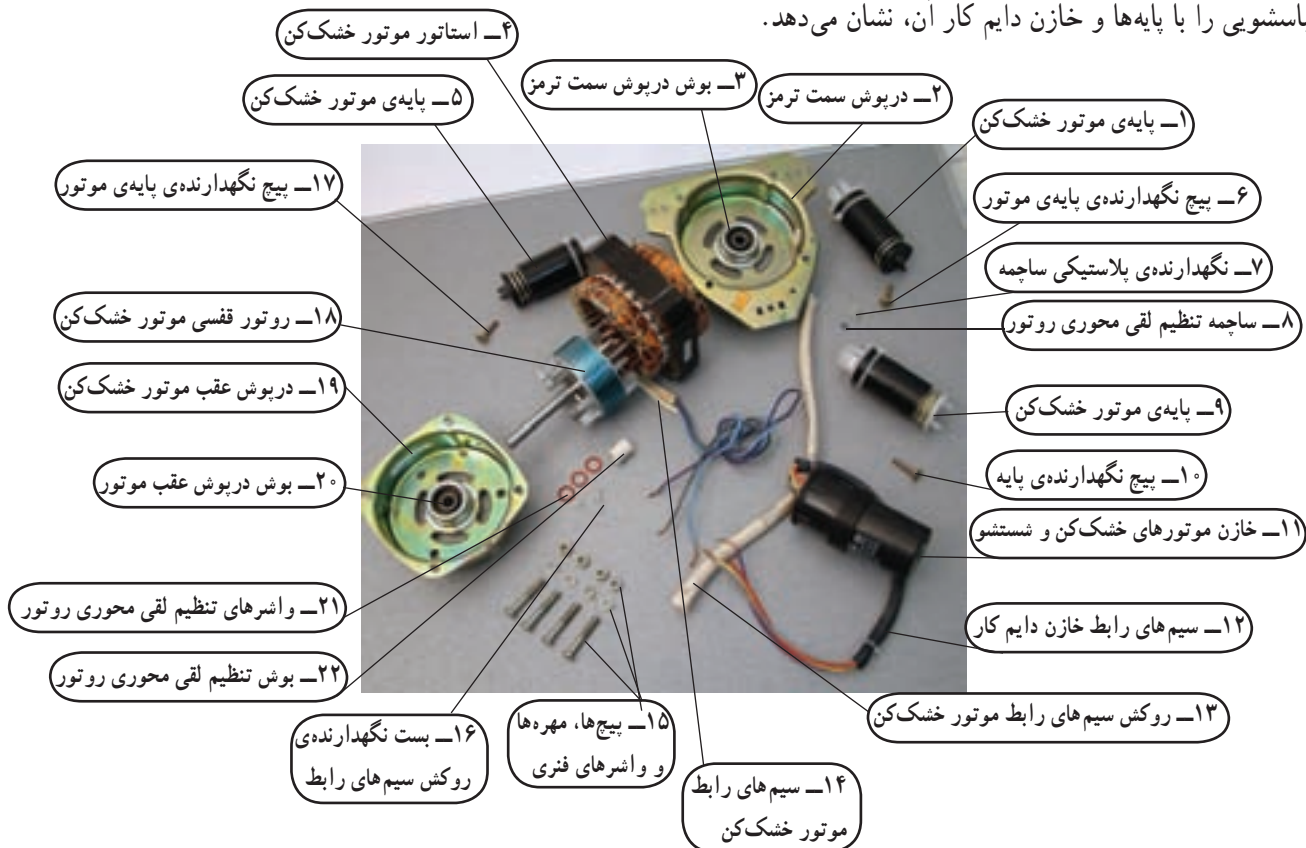 باسشویی را با پایه‌ها و خازن دایم کار آن، نشان می‌دهد.
۱ــ پایه‌ی موتور خشک‌کن
۲ــ درپوش سمت ترمز
۳ــ بوش درپوش سمت ترمز
۴ــ استاتور موتور خشک‌کن
۵ــ پایه‌ی موتور خشک‌کن
۶ــ پیچ نگهدارنده‌ی پایه‌ی موتور
۷ــ نگهدارنده‌ی پلاستیکی ساچمه
۸ــ ساچمه تنظیم لقی محوری روتور
۹ــ پایه‌ی موتور خشک‌کن
۱۰ــ پیچ نگهدارنده‌ی پایه
۱۱ــ خازن موتورهای خشک‌کن و شستشو
۱۲ــ سیم‌های رابط خازن دایم کار
۱۳ــ روکش سیم‌های رابط موتور خشک‌کن
۱۴ــ سیم‌های رابط
موتور خشک‌کن
۱۵ــ پیچ‌ها، مهره‌ها
و واشرهای فنری
۱۶ــ بست نگهدارنده‌ی
روکش سیم‌های رابط
۱۷ــ پیچ نگهدارنده‌ی پایه‌ی موتور
۱۸ــ روتور قفسی موتور خشک‌کن
۱۹ــ درپوش عقب موتور خشک‌کن
۲۰ــ بوش درپوش عقب موتور
۲۱ــ واشرهای تنظیم لقی محوری روتور
۲۲ــ بوش تنظیم لقی محوری روتور